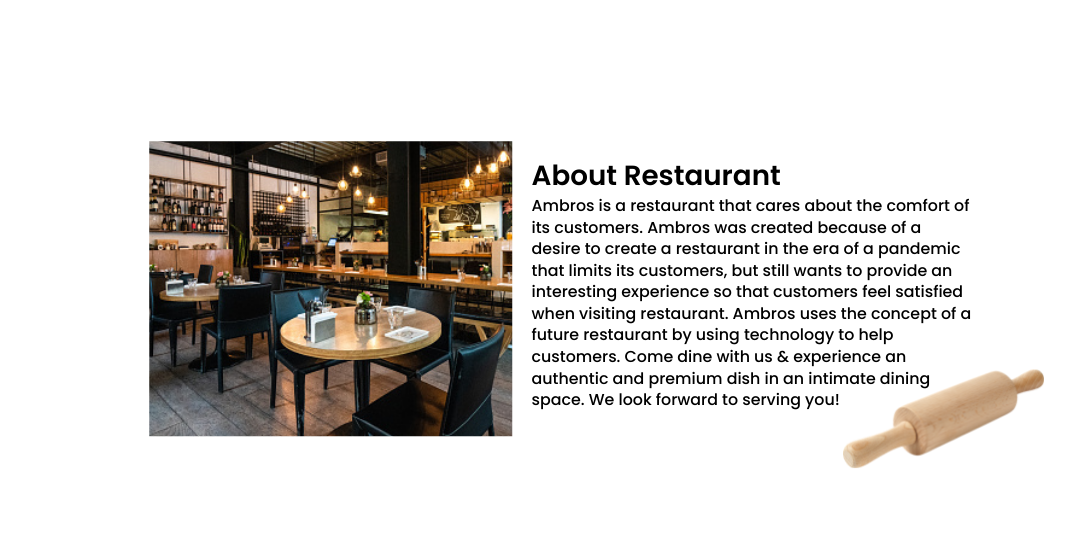 About Restaurant
Ambros is a restaurant that cares about the comfort of
its customers. Ambros was created because of a
desire to create a restaurant in the era of a pandemic
that limits its customers, but still wants to provide an
interesting experience so that customers feel satisfied
when visiting restaurant. Ambros uses the concept of a
future restaurant by using technology to help
customers. Come dine with us & experience an
authentic and premium dish in an intimate dining
space. We look forward to serving you!